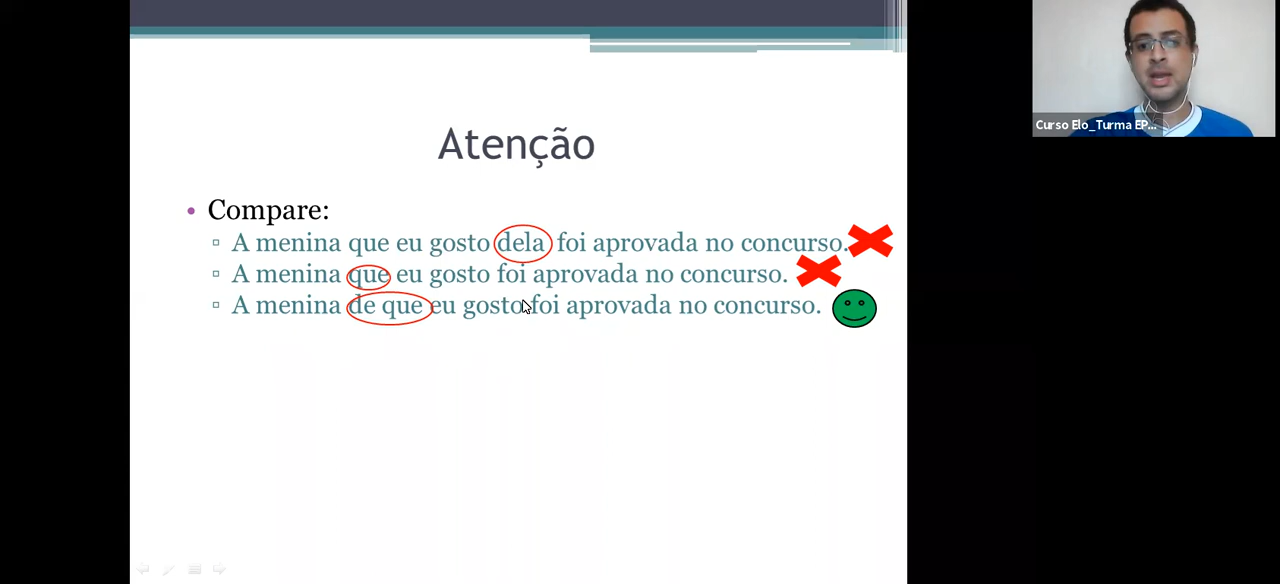 Atenção
Compare:
A menina que eu gosto dela foi aprovada no concurso.
A menina que eu gosto foi aprovada no concurso.
A menina de que eu gosto foi aprovada no concurso.
Curso Elo_Turma EP...